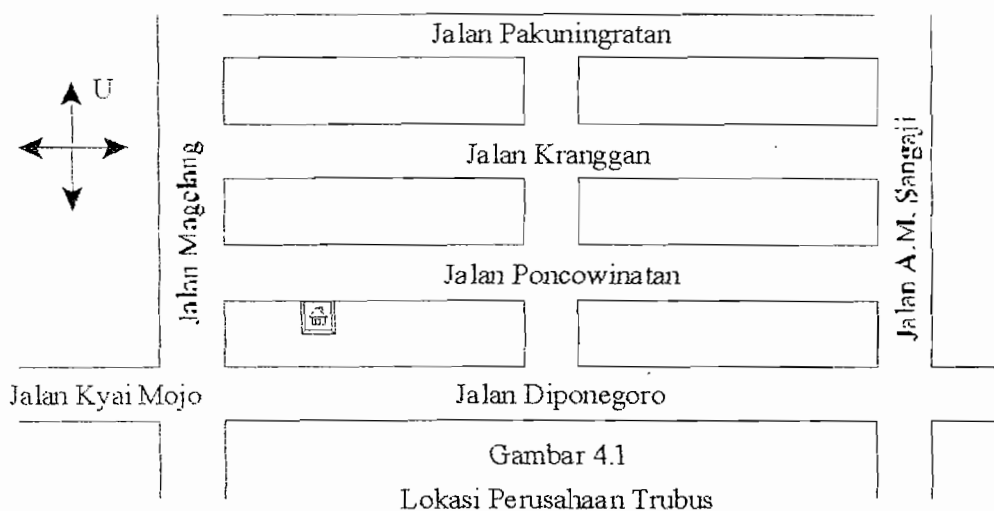 Jalan Pakuningratan
U
Jalan Kranggan
Jalan Magelang
Jalan A.M. Sangaji
Jalan Poncowinatan
Jalan Kyai Mojo
Jalan Diponegoro
Gambar 4.1
Lokasi Perusahaan Trubus